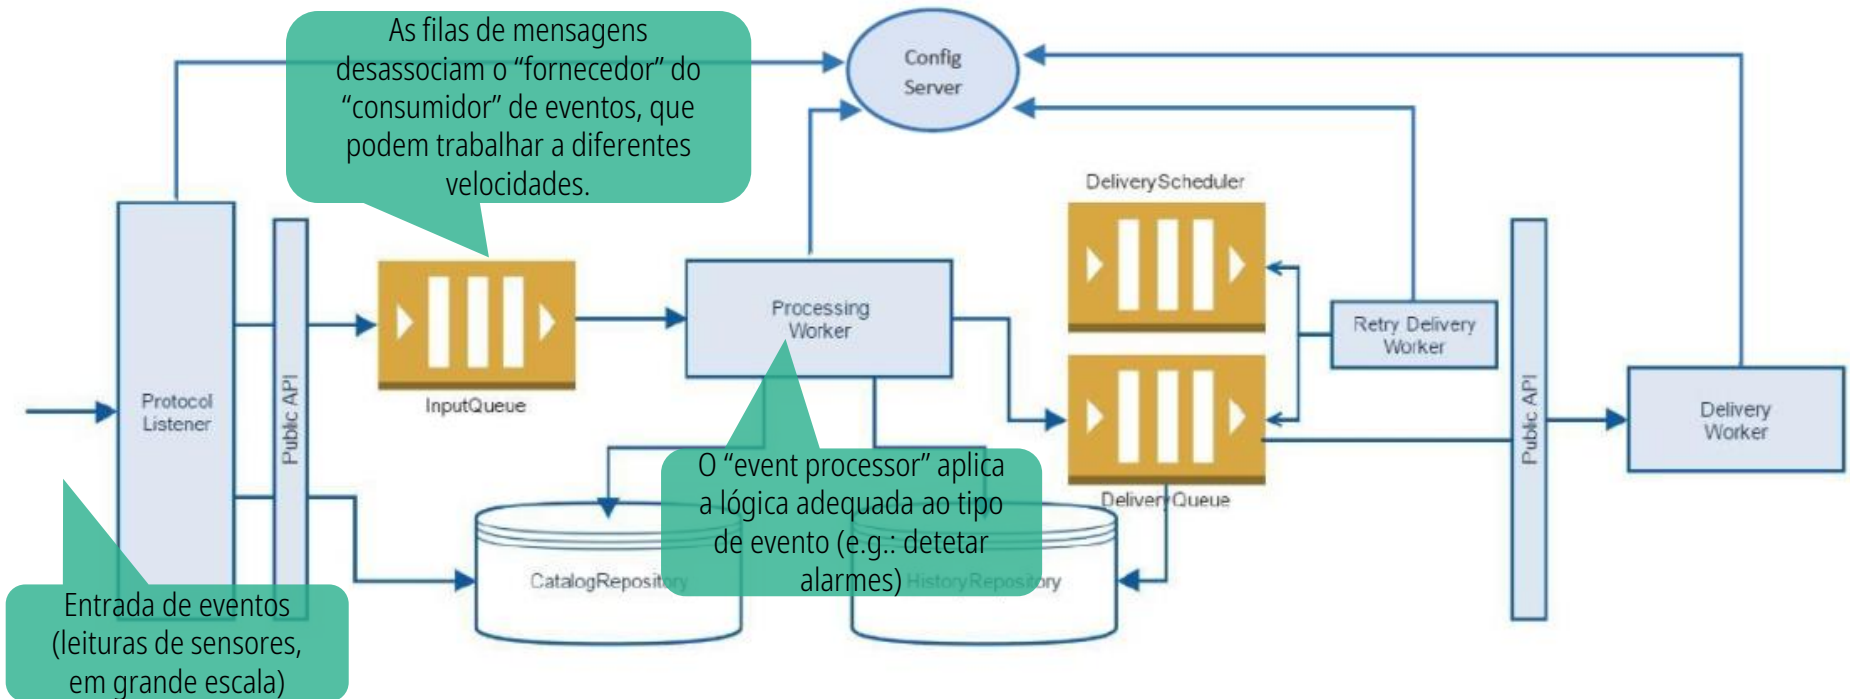 As filas de mensagens
desassociam o “fornecedor” do
“consumidor” de eventos, que
podem trabalhar a diferentes
velocidades.
Config
Server
DeliveryScheduler
Processing
Worker
Retry Delivery
Worker
Protocol
Listener
Public API
InputQueue
Public API
Delivery
Worker
O “event processor” aplica
a lógica adequada ao tipo
de evento (e.g.: detetar
alarmes)
DeliveryQueue
CatalogRepository
HistoryRepository
Entrada de eventos
(leituras de sensores,
em grande escala)